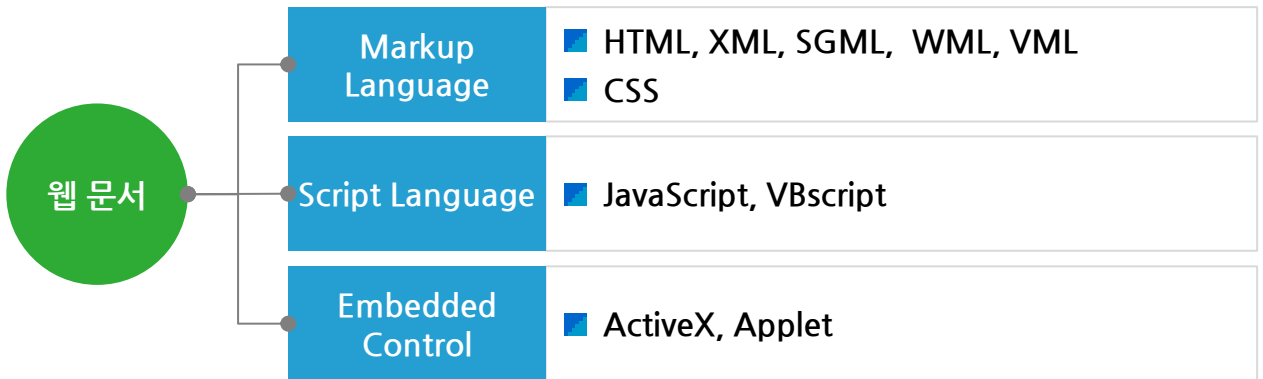 웹 문서
Markup
Language
HTML, XML, SGML, WML, VML
CSS
Script Language
JavaScript, VBscript
Embedded
Control
ActiveX, Applet